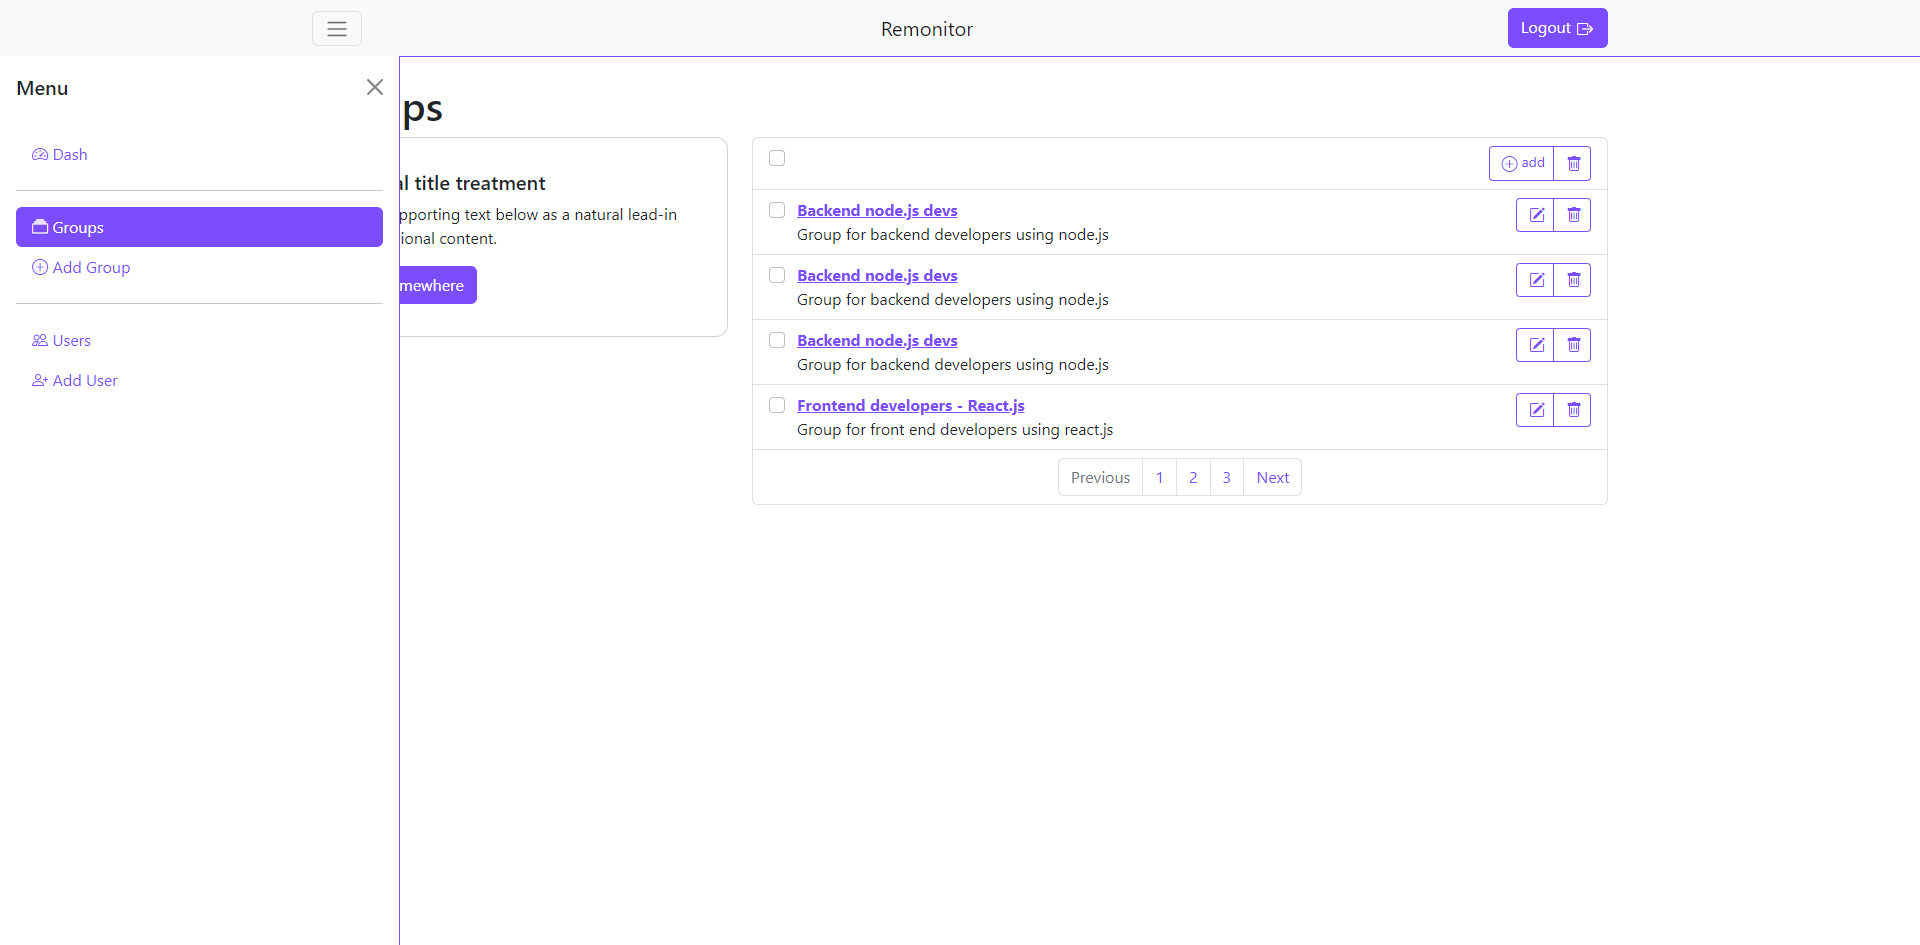 Remonitor
Logout
Menu
Dash
Groups
Add Group
Users
Add User
ps
l title treatment
pporting text below as a natural lead-in
ional content.
mewhere
add
Backend node.js devs
Group for backend developers using node.js
Backend node.js devs
Group for backend developers using node.js
Backend node.js devs
Group for backend developers using node.js
Frontend developers - React.js
Group for front end developers using react.js
Previous 1 2 3 Next